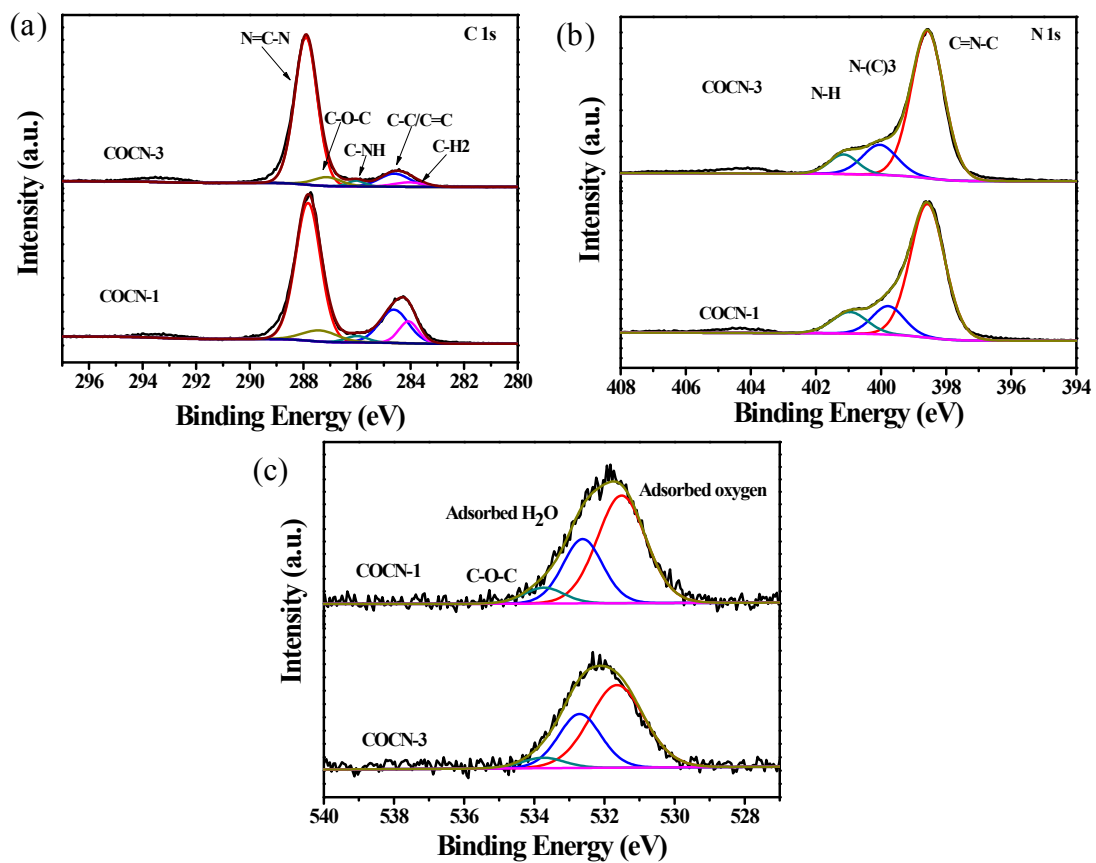 (a)
C 1s
N=C-N
C-O-C
C-C/C=C
C-NH
C-H2
COCN-3
COCN-1
Intensity (a.u.)
296 294 292 290 288 286 284 282 280
Binding Energy (eV)
(b)
N 1s
C=N-C
N-(C)3
N-H
COCN-3
COCN-1
Intensity (a.u.)
408 406 404 402 400 398 396 394
Binding Energy (eV)
(c)
Adsorbed oxygen
Adsorbed H2O
C-O-C
COCN-1
COCN-3
Intensity (a.u.)
540 538 536 534 532 530 528
Binding Energy (eV)